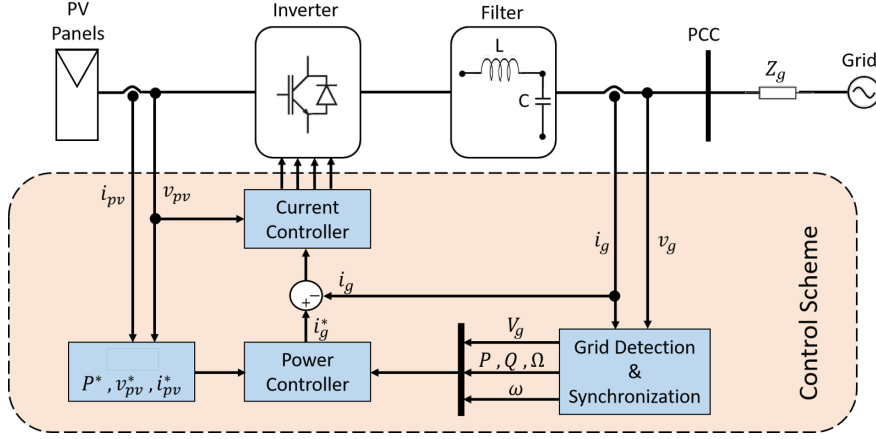 PV
Panels
Inverter
Filter
PCC
Grid
L
C
Z_g
i_pv
v_pv
Current
Controller
i_g
v_g
i_g
+
−
i_g^*
V_g
P , Q , Ω
ω
Grid Detection
&
Synchronization
Power
Controller
P^* , v_pv^* , i_pv^*
Control Scheme